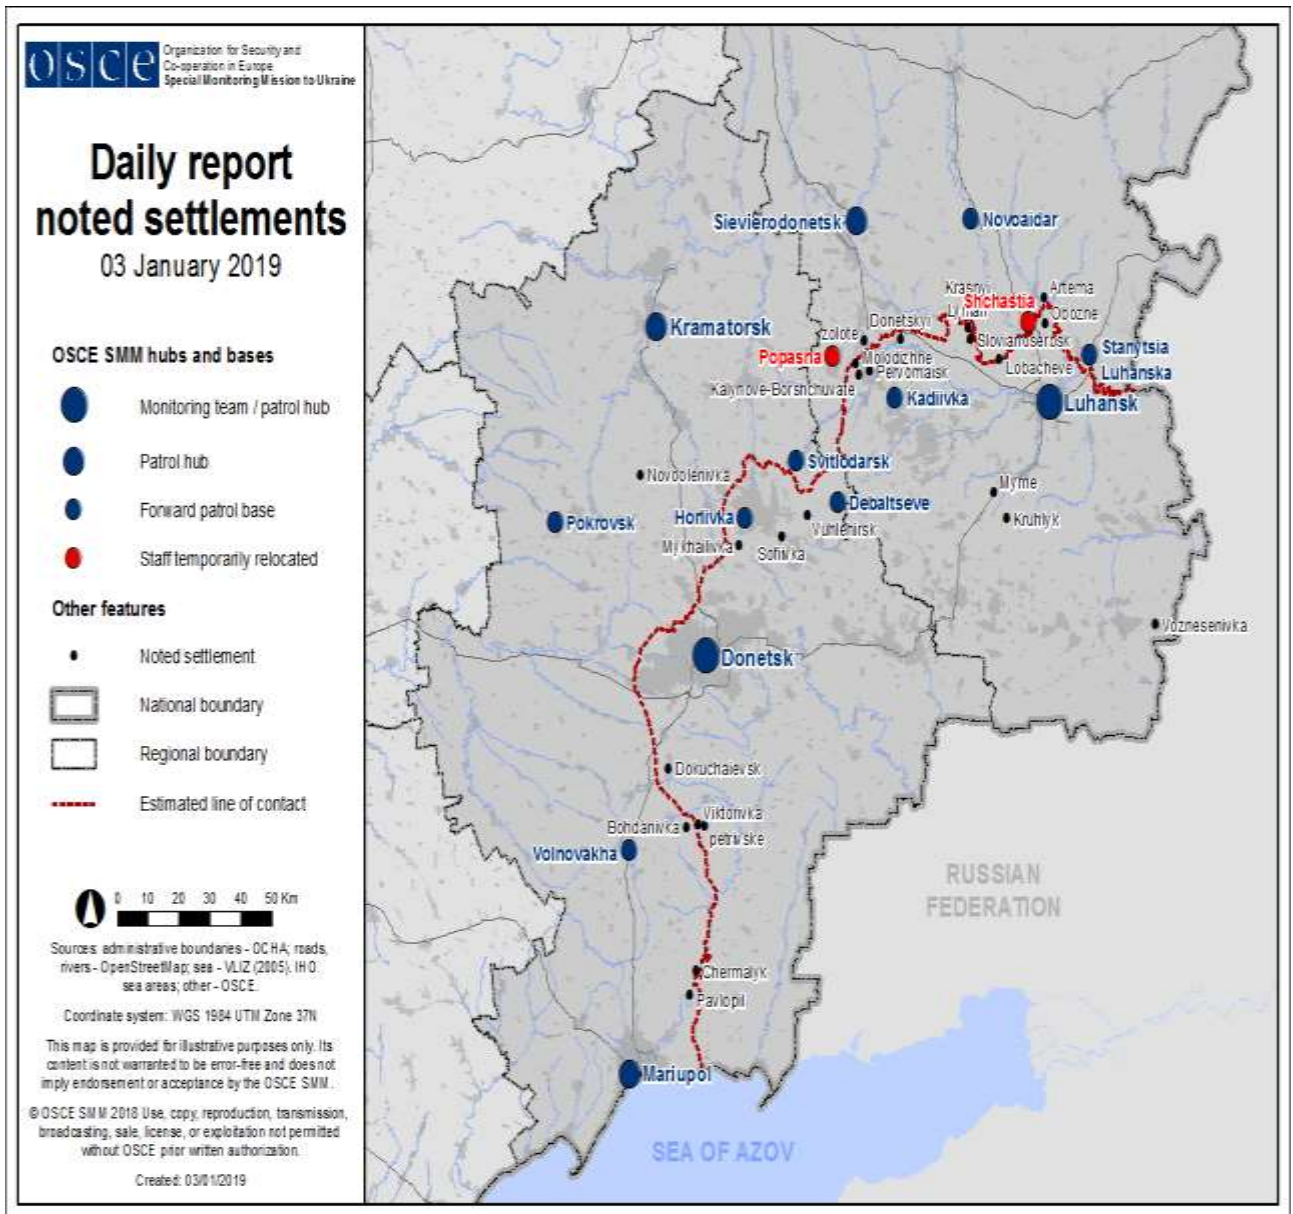 OSCE
Organization for Security and
Co-operation in Europe
Special Monitoring Mission to Ukraine
Daily report
noted settlements
03 January 2019
OSCE SMM hubs and bases
Monitoring team / patrol hub
Patrol hub
Forward patrol base
Staff temporarily relocated
Other features
Noted settlement
National boundary
Regional boundary
Estimated line of contact
0 10 20 30 40 50 Km
Sources: administrative boundaries - OCHA; roads,
rivers - OpenStreetMap; sea - VLIZ (2005). IHO
sea areas; other - OSCE.
Coordinate system: WGS 1984 UTM Zone 37N
This map is provided for illustrative purposes only. Its
content is not warranted to be error-free and does not
imply endorsement or acceptance by the OSCE SMM.
© OSCE SMM 2018 Use, copy, reproduction, transmission,
broadcasting, sale, license, or exploitation not permitted
without OSCE prior written authorization.
Created: 03/01/2019
Sievierodonetsk
Novoaidar
Krasnyi
Lyman
Artema
Shchastia
Obozne
Kramatorsk
zolote
Donetskyi
Slovianoserbsk
Stanytsia
Luhanska
Popasna
Molodizhne
Lobacheve
Pervomaisk
Kalynove-Borshchuvate
Kadiivka
Luhansk
Svitlodarsk
Novoolenivka
Debaltseve
Myrne
Pokrovsk
Horlivka
Vuhlehirsk
Kruhlyk
Mykhailivka
Sofiivka
Voznesenivka
Donetsk
Dokuchaievsk
Viktorivka
Bohdanivka
petrivske
Volnovakha
RUSSIAN
FEDERATION
Chermalyk
Pavlopil
Mariupol
SEA OF AZOV